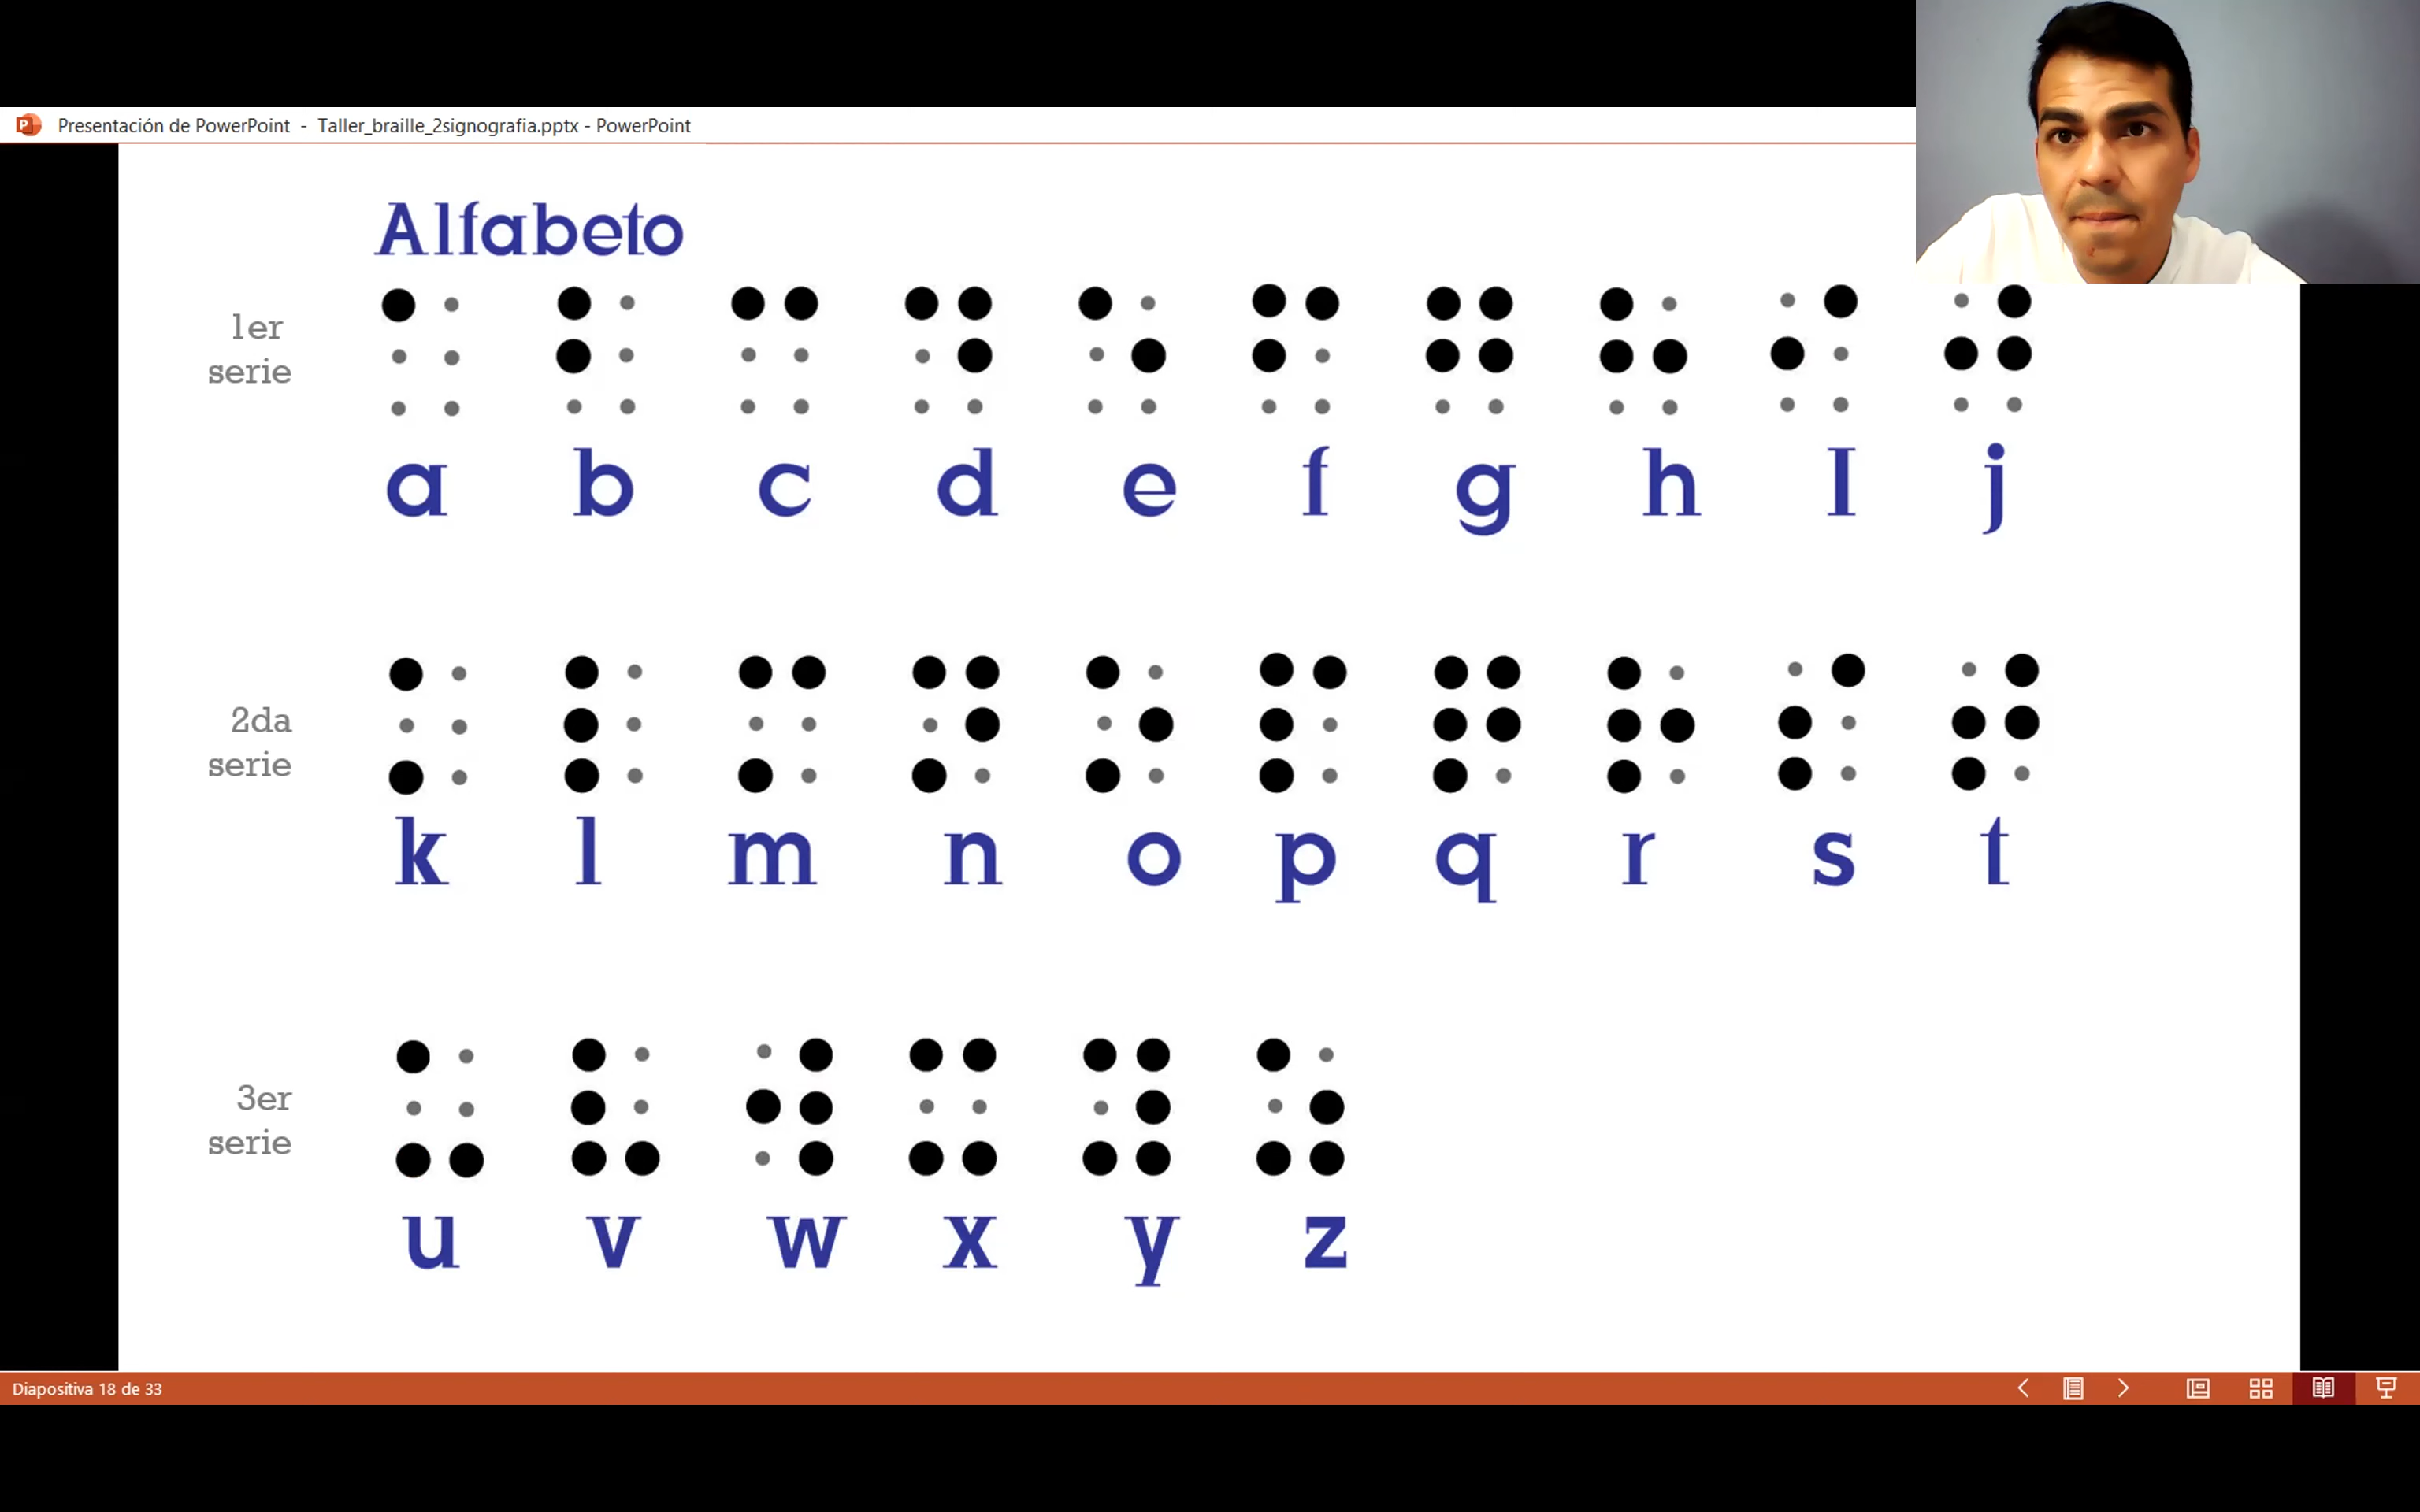 Presentación de PowerPoint - Taller_braille_2signografia.pptx - PowerPoint
Alfabeto
1er
serie
a b c d e f g h I j
2da
serie
k l m n o p q r s t
3er
serie
u v w x y z
Diapositiva 18 de 33